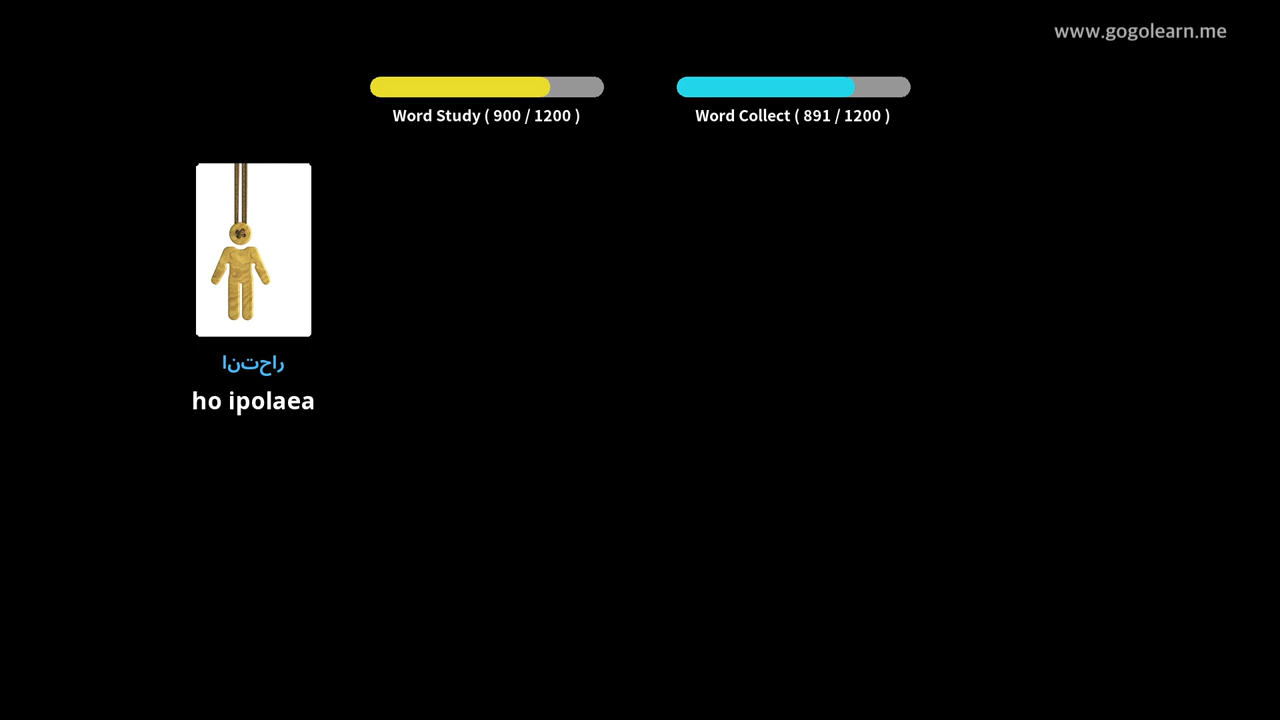 www.gogolearn.me
Word Study ( 900 / 1200 )
Word Collect ( 891 / 1200 )
انتحار
ho ipolaea